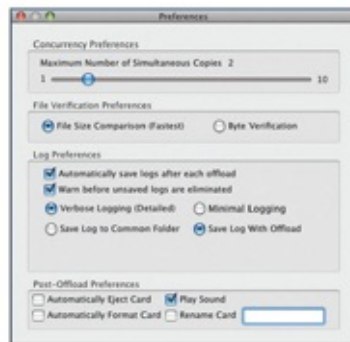 Preferences
Concurrency Preferences
Maximum Number of Simultaneous Copies 2
1 10
File Verification Preferences
File Size Comparison (Fastest) Byte Verification
Log Preferences
Automatically save logs after each offload
Warn before unsaved logs are eliminated
Verbose Logging (Detailed) Minimal Logging
Save Log to Common Folder Save Log With Offload
Post-Offload Preferences
Automatically Eject Card Play Sound
Automatically Format Card Rename Card